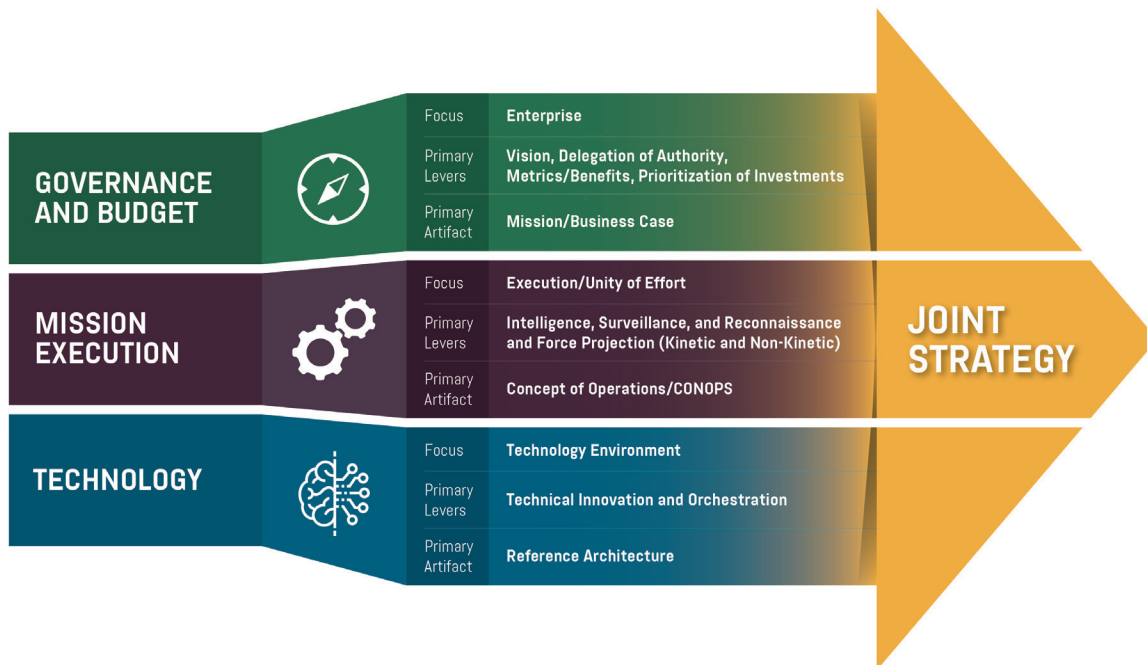 GOVERNANCE
AND BUDGET
Focus
Enterprise
Primary
Levers
Vision, Delegation of Authority,
Metrics/Benefits, Prioritization of Investments
Primary
Artifact
Mission/Business Case
MISSION
EXECUTION
Focus
Execution/Unity of Effort
Primary
Levers
Intelligence, Surveillance, and Reconnaissance
and Force Projection (Kinetic and Non-Kinetic)
Primary
Artifact
Concept of Operations/CONOPS
TECHNOLOGY
Focus
Technology Environment
Primary
Levers
Technical Innovation and Orchestration
Primary
Artifact
Reference Architecture
JOINT
STRATEGY